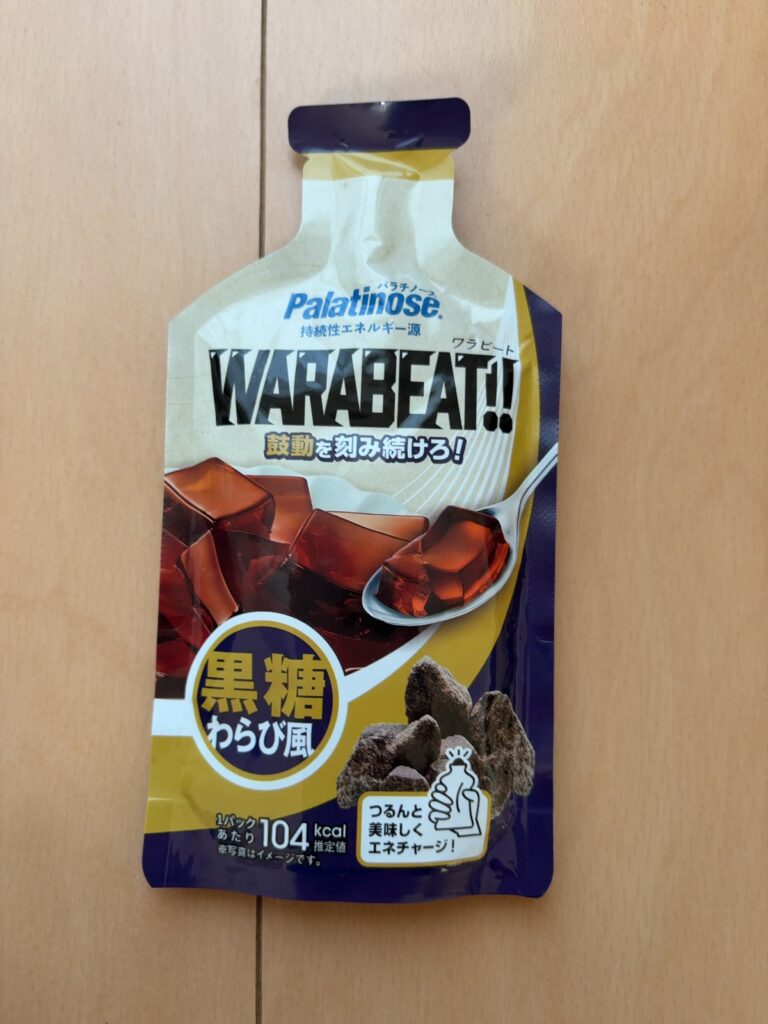 パラチノース
Palatinose®
持続性エネルギー源
ワラビート
WARABEAT!!
鼓動を刻み続けろ!
黒糖
わらび風
1パック
あたり 104 kcal
推定値
※写真はイメージです。
つるんと
美味しく
エネチャージ!